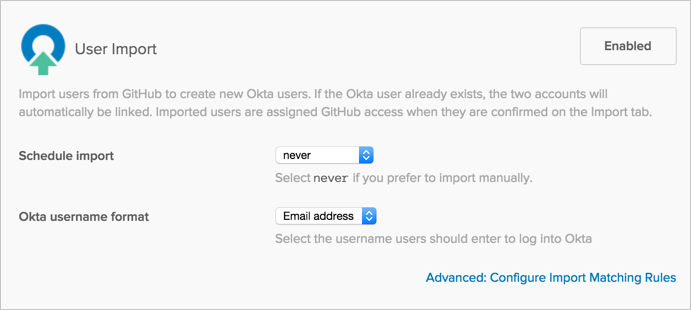 User Import
Enabled
Import users from GitHub to create new Okta users. If the Okta user already exists, the two accounts will
automatically be linked. Imported users are assigned GitHub access when they are confirmed on the Import tab.
Schedule import
never
Select never if you prefer to import manually.
Okta username format
Email address
Select the username users should enter to log into Okta
Advanced: Configure Import Matching Rules